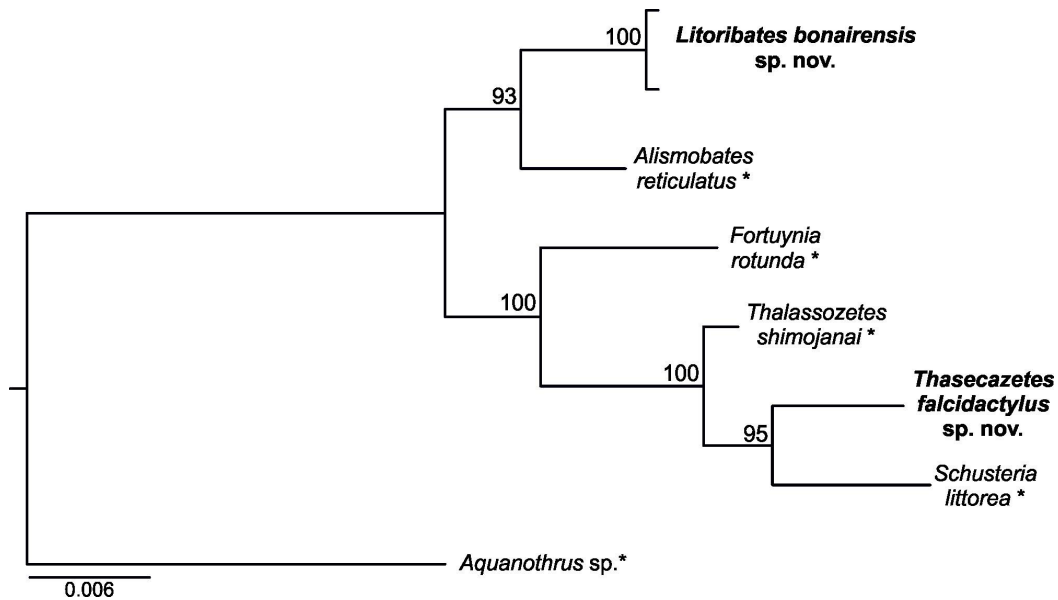 100
Litoribates bonairensis
sp. nov.
93
Alismobates
reticulatus *
Fortuynia
rotunda *
100
Thalassozetes
shimojanai *
100
Thasecazetes
falcidactylus
sp. nov.
95
Schusteria
littorea *
Aquanothrus sp.*
0.006